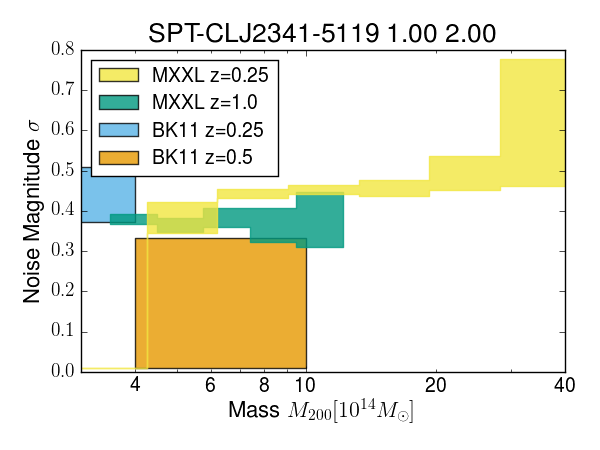 SPT-CLJ2341-5119 1.00 2.00
0.8
0.7
0.6
0.5
0.4
0.3
0.2
0.1
0.0
Noise Magnitude σ
MXXL z=0.25
MXXL z=1.0
BK11 z=0.25
BK11 z=0.5
4 6 8 10 20 40
Mass M₂₀₀[10¹⁴M⊙]